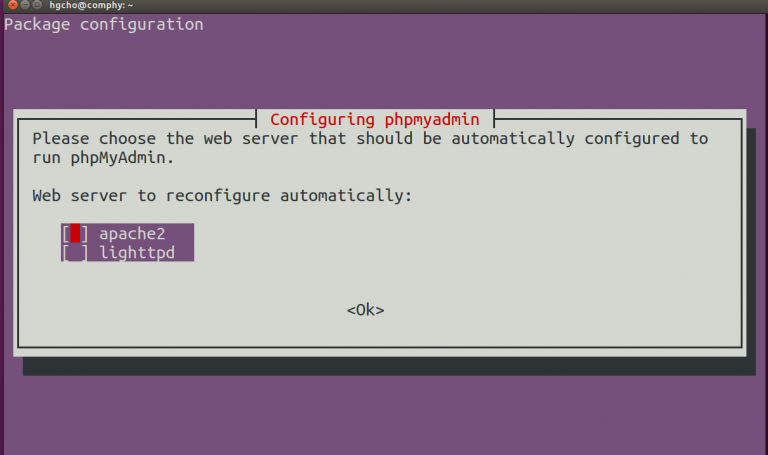 hgcho@comphy: ~
Package configuration
Configuring phpmyadmin
Please choose the web server that should be automatically configured to
run phpMyAdmin.
Web server to reconfigure automatically:
[ ] apache2
[ ] lighttpd
<Ok>